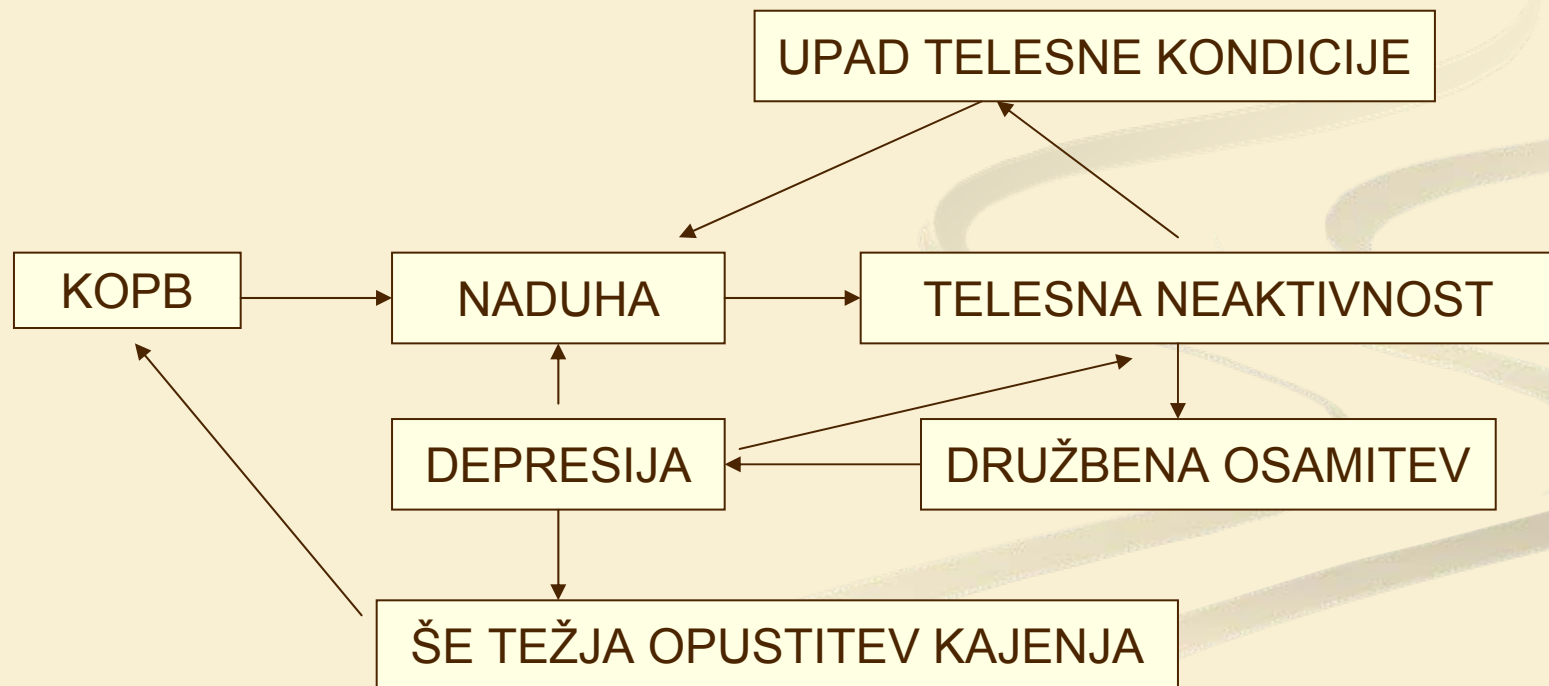 UPAD TELESNE KONDICIJE
KOPB
NADUHA
TELESNA NEAKTIVNOST
DEPRESIJA
DRUŽBENA OSAMITEV
ŠE TEŽJA OPUSTITEV KAJENJA